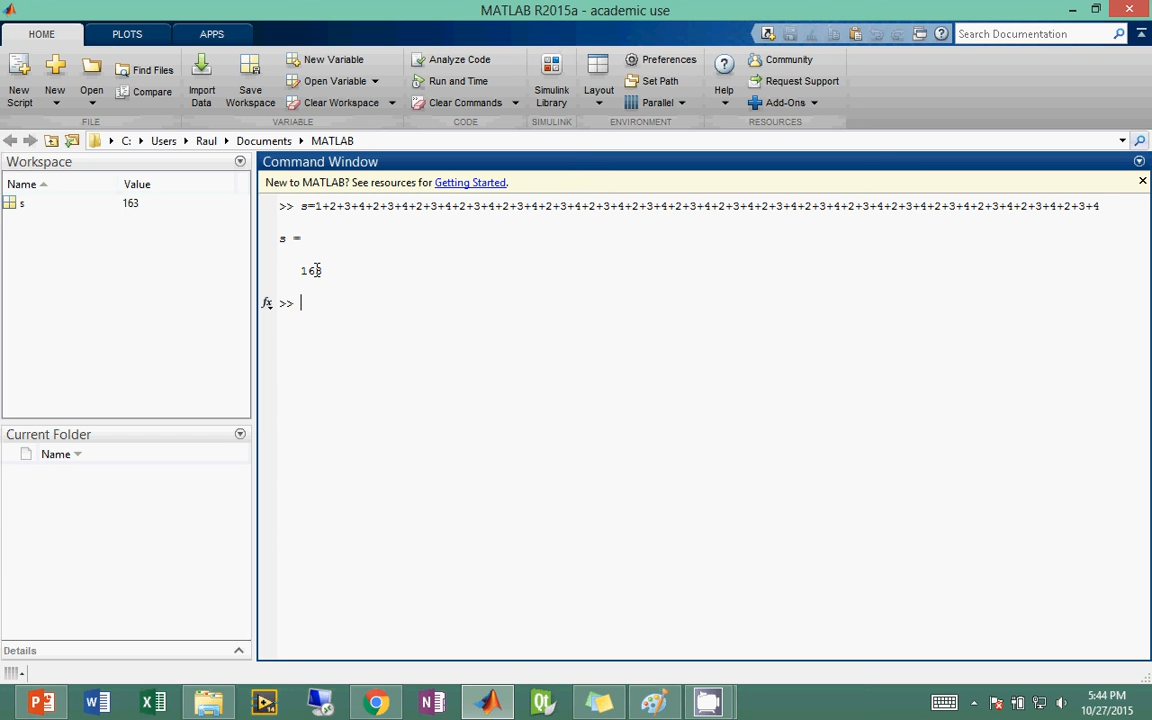 MATLAB R2015a - academic use
HOME PLOTS APPS Search Documentation
New Script New Open Find Files Compare Import Data Save Workspace New Variable Open Variable Clear Workspace Analyze Code Run and Time Clear Commands Simulink Library Layout Preferences Set Path Parallel Help Community Request Support Add-Ons
FILE VARIABLE CODE SIMULINK ENVIRONMENT RESOURCES
C: Users Raul Documents MATLAB
Workspace
Name Value
s 163
Current Folder
Name
Details
Command Window
New to MATLAB? See resources for Getting Started.
>> s=1+2+3+4+2+3+4+2+3+4+2+3+4+2+3+4+2+3+4+2+3+4+2+3+4+2+3+4+2+3+4+2+3+4+2+3+4+2+3+4+2+3+4+2+3+4+2+3+4+2+3+4+2+3+4
s =
163
fx >>
5:44 PM
10/27/2015